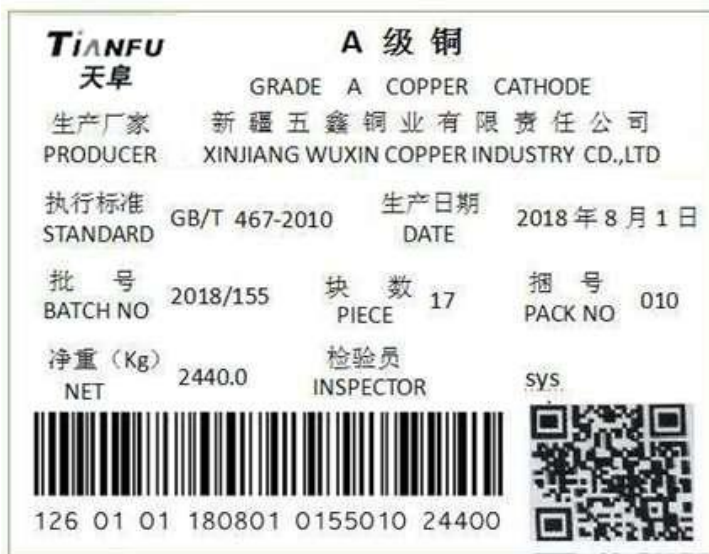 TiANFU
天阜
A 级 铜
GRADE A COPPER CATHODE
生产厂家 新疆五鑫铜业有限责任公司
PRODUCER XINJIANG WUXIN COPPER INDUSTRY CD.,LTD
执行标准 生产日期
STANDARD GB/T 467-2010 DATE 2018 年 8 月 1 日
批 号 块 数 捆 号
BATCH NO 2018/155 PIECE 17 PACK NO 010
净重（Kg） 检验员
NET 2440.0 INSPECTOR sys
126 01 01 180801 0155010 24400